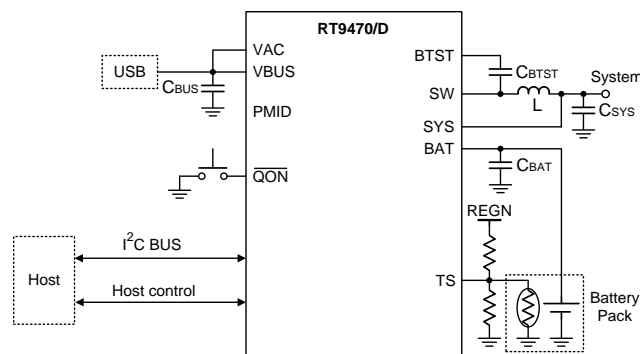 RT9470/D
VAC
VBUS
PMID
QON
USB
CBUS
BTST
SW
SYS
BAT
TS
CBTST
L
System
CSYS
CBAT
REGN
Battery
Pack
Host
I2C BUS
Host control